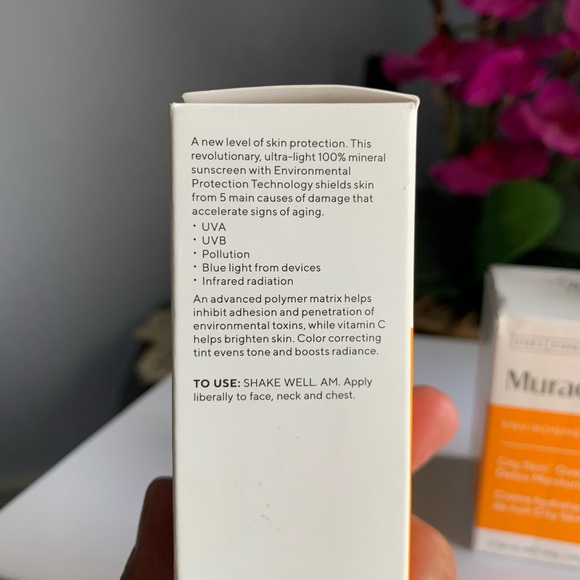 A new level of skin protection. This
revolutionary, ultra-light 100% mineral
sunscreen with Environmental
Protection Technology shields skin
from 5 main causes of damage that
accelerate signs of aging.
· UVA
· UVB
· Pollution
· Blue light from devices
· Infrared radiation
An advanced polymer matrix helps
inhibit adhesion and penetration of
environmental toxins, while vitamin C
helps brighten skin. Color correcting
tint evens tone and boosts radiance.
TO USE: SHAKE WELL. AM. Apply
liberally to face, neck and chest.
Murad
City Skin